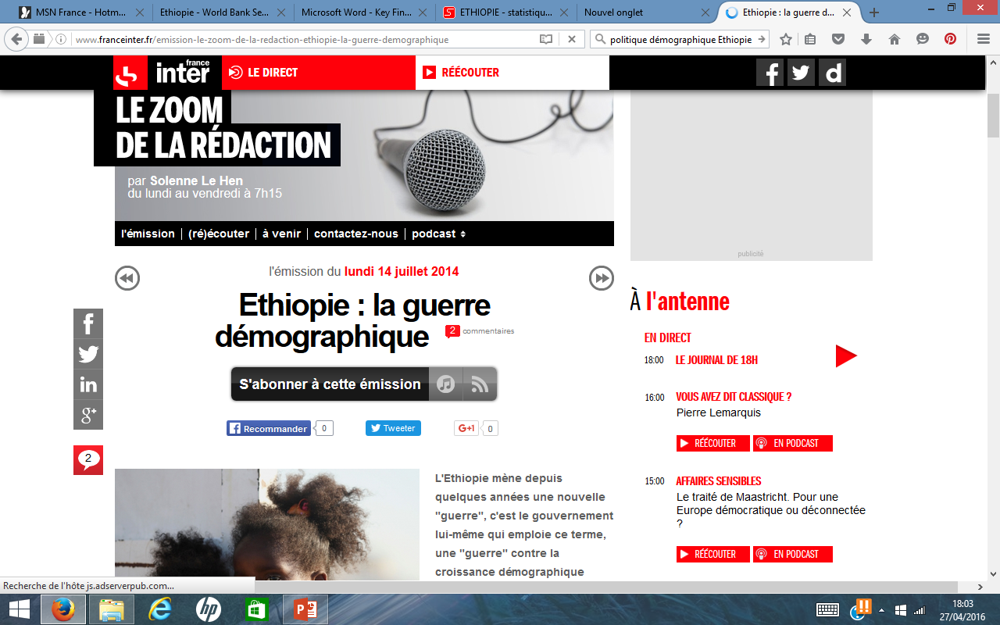 MSN France - Hotm...
Ethiopie - World Bank Se...
Microsoft Word - Key Fin...
ETHIOPIE - statistiqu...
Nouvel onglet
Ethiopie : la guerre d...
www.franceinter.fr/emission-le-zoom-de-la-redaction-ethiopie-la-guerre-demographique
politique démographique Ethiopie
france
inter
LE DIRECT
RÉÉCOUTER
LE ZOOM
DE LA RÉDACTION
par Solenne Le Hen
du lundi au vendredi à 7h15
l'émission
(ré)écouter
à venir
contactez-nous
podcast
publicité
l'émission du lundi 14 juillet 2014
Ethiopie : la guerre
démographique
2 commentaires
S'abonner à cette émission
Recommander 0
Tweeter
G+1 0
2
L'Ethiopie mène depuis
quelques années une nouvelle
"guerre", c'est le gouvernement
lui-même qui emploie ce terme,
une "guerre" contre la
croissance démographique
À l'antenne
EN DIRECT
18:00 LE JOURNAL DE 18H
16:00 VOUS AVEZ DIT CLASSIQUE ?
Pierre Lemarquis
RÉÉCOUTER
EN PODCAST
15:00 AFFAIRES SENSIBLES
Le traité de Maastricht. Pour une
Europe démocratique ou déconnectée
?
RÉÉCOUTER
EN PODCAST
Recherche de l'hôte js.adserverpub.com...
18:03
27/04/2016